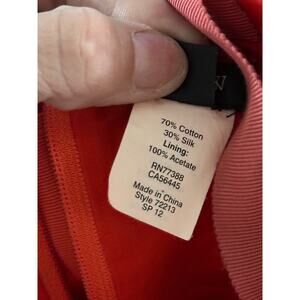 70% Cotton
30% Silk
Lining:
100% Acetate
RN77388
CA56445
Made in China
Style 72213
SP 12